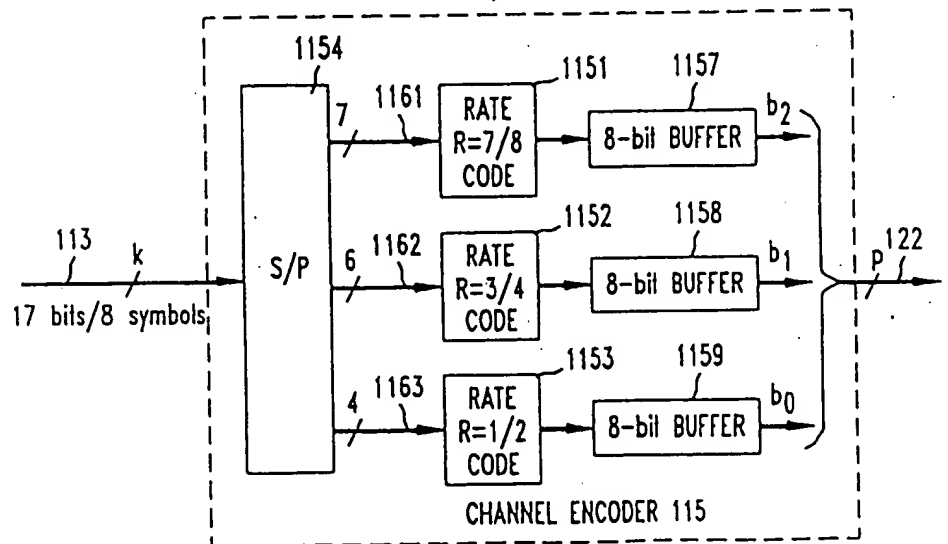 1154
1151
1157
7
1161
RATE
R=7/8
CODE
8-bit BUFFER
b2
113
k
17 bits/8 symbols
S/P
6
1162
1152
RATE
R=3/4
CODE
1158
8-bit BUFFER
b1
p
122
4
1163
1153
RATE
R=1/2
CODE
1159
8-bit BUFFER
b0
CHANNEL ENCODER 115